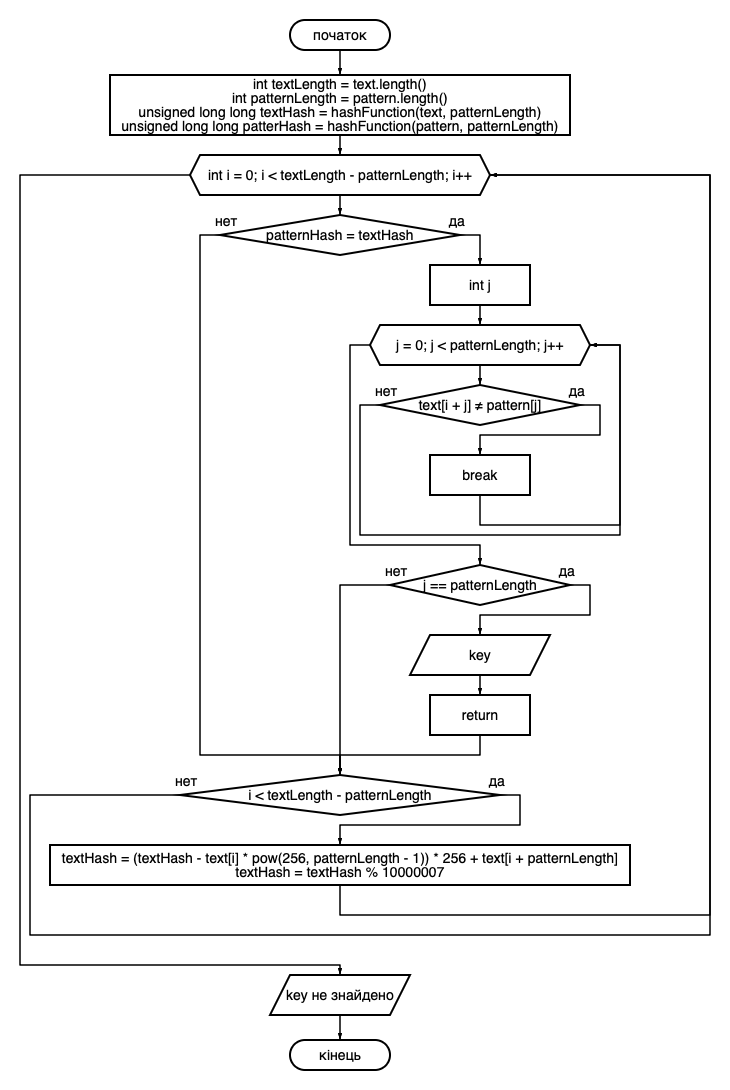 початок
int textLength = text.length()
int patternLength = pattern.length()
unsigned long long textHash = hashFunction(text, patternLength)
unsigned long long patterHash = hashFunction(pattern, patternLength)
int i = 0; i < textLength - patternLength; i++
нет
да
patternHash = textHash
int j
j = 0; j < patternLength; j++
нет
да
text[i + j] ≠ pattern[j]
break
нет
да
j == patternLength
key
return
нет
да
i < textLength - patternLength
textHash = (textHash - text[i] * pow(256, patternLength - 1)) * 256 + text[i + patternLength]
textHash = textHash % 10000007
key не знайдено
кінець